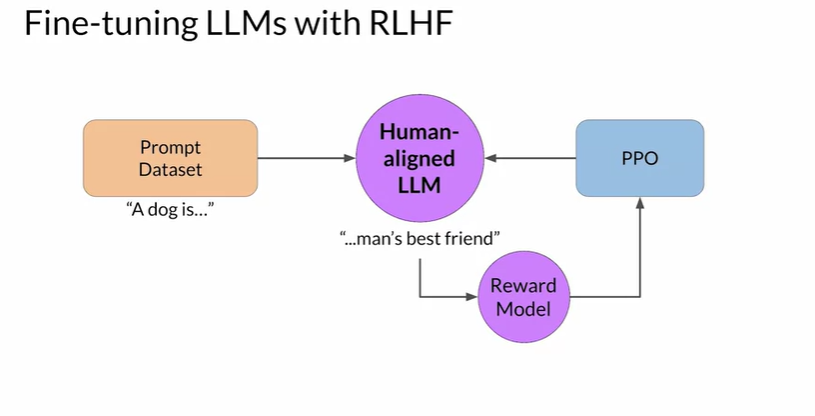 Fine-tuning LLMs with RLHF
Prompt
Dataset
“A dog is…”
Human-
aligned
LLM
“...man’s best friend”
PPO
Reward
Model